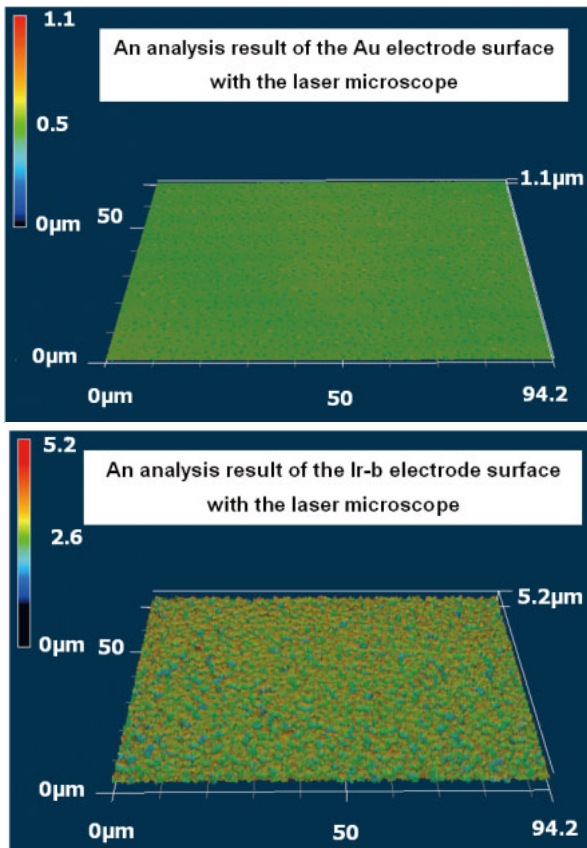 1.1
An analysis result of the Au electrode surface
with the laser microscope
0.5
0µm
1.1µm
50
0µm
0µm
50
94.2
5.2
An analysis result of the Ir-b electrode surface
with the laser microscope
2.6
0µm
5.2µm
50
0µm
0µm
50
94.2